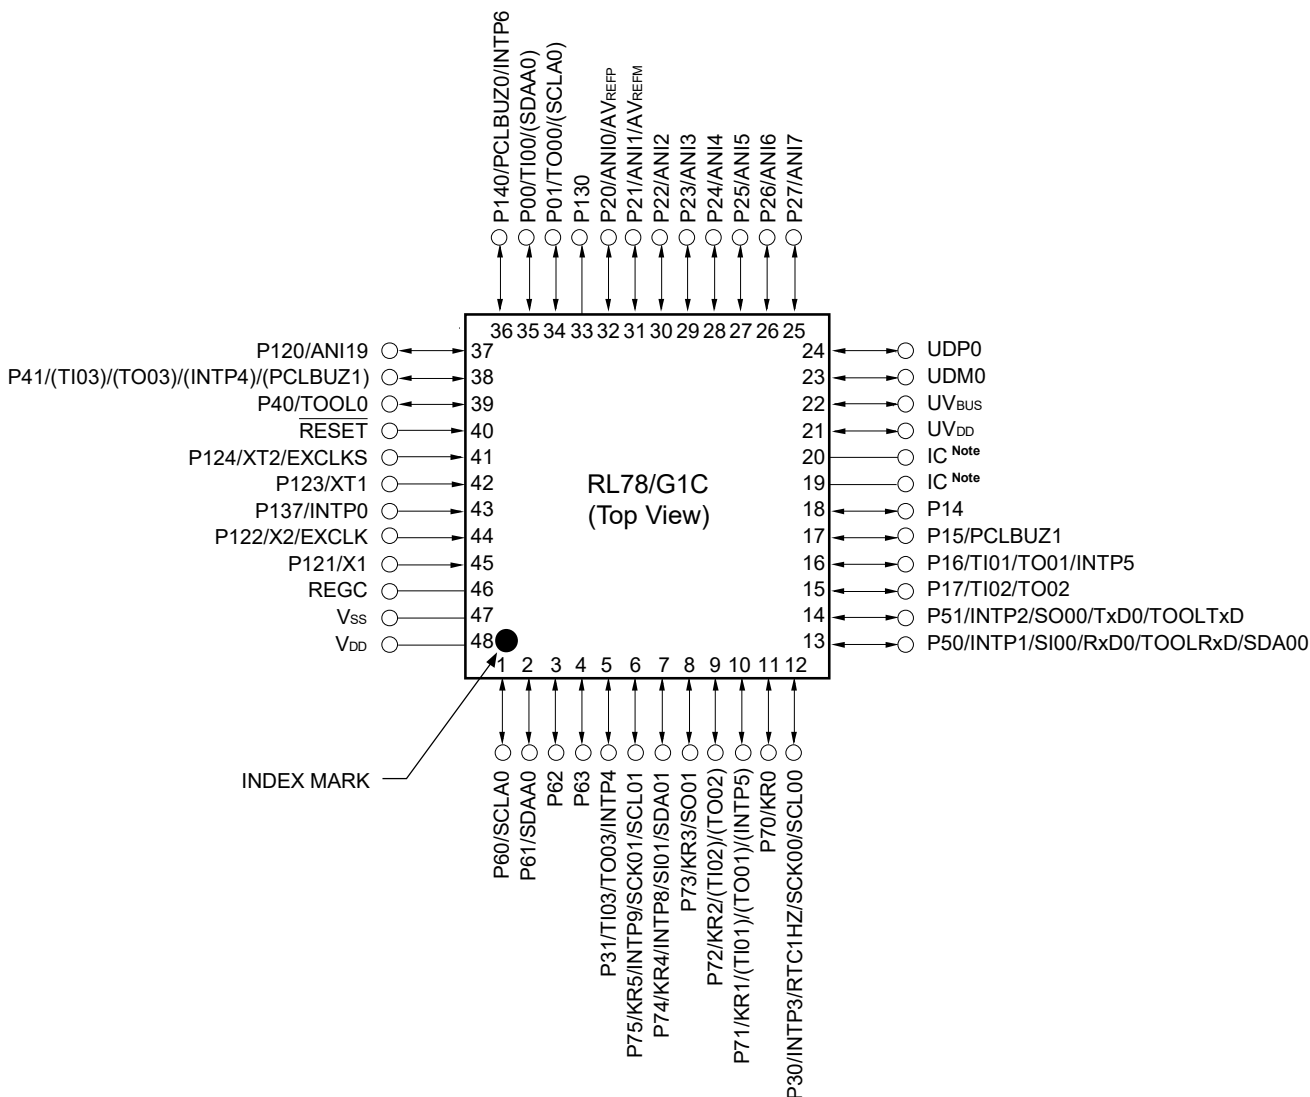 P140/PCLBUZ0/INTP6
P00/TI00/(SDAA0)
P01/TO00/(SCLA0)
P130
P20/ANI0/AVREFP
P21/ANI1/AVREFM
P22/ANI2
P23/ANI3
P24/ANI4
P25/ANI5
P26/ANI6
P27/ANI7
36 35 34 33 32 31 30 29 28 27 26 25
P120/ANI19 37
P41/(TI03)/(TO03)/(INTP4)/(PCLBUZ1) 38
P40/TOOL0 39
RESET 40
P124/XT2/EXCLKS 41
P123/XT1 42
P137/INTP0 43
P122/X2/EXCLK 44
P121/X1 45
REGC 46
VSS 47
VDD 48
RL78/G1C
(Top View)
24 UDP0
23 UDM0
22 UVBUS
21 UVDD
20 IC Note
19 IC Note
18 P14
17 P15/PCLBUZ1
16 P16/TI01/TO01/INTP5
15 P17/TI02/TO02
14 P51/INTP2/SO00/TxD0/TOOLTxD
13 P50/INTP1/SI00/RxD0/TOOLRxD/SDA00
1 2 3 4 5 6 7 8 9 10 11 12
INDEX MARK
P60/SCLA0
P61/SDAA0
P62
P63
P31/TI03/TO03/INTP4
P75/KR5/INTP9/SCK01/SCL01
P74/KR4/INTP8/SI01/SDA01
P73/KR3/SO01
P72/KR2/(TI02)/(TO02)
P71/KR1/(TI01)/(TO01)/(INTP5)
P70/KR0
P30/INTP3/RTC1HZ/SCK00/SCL00